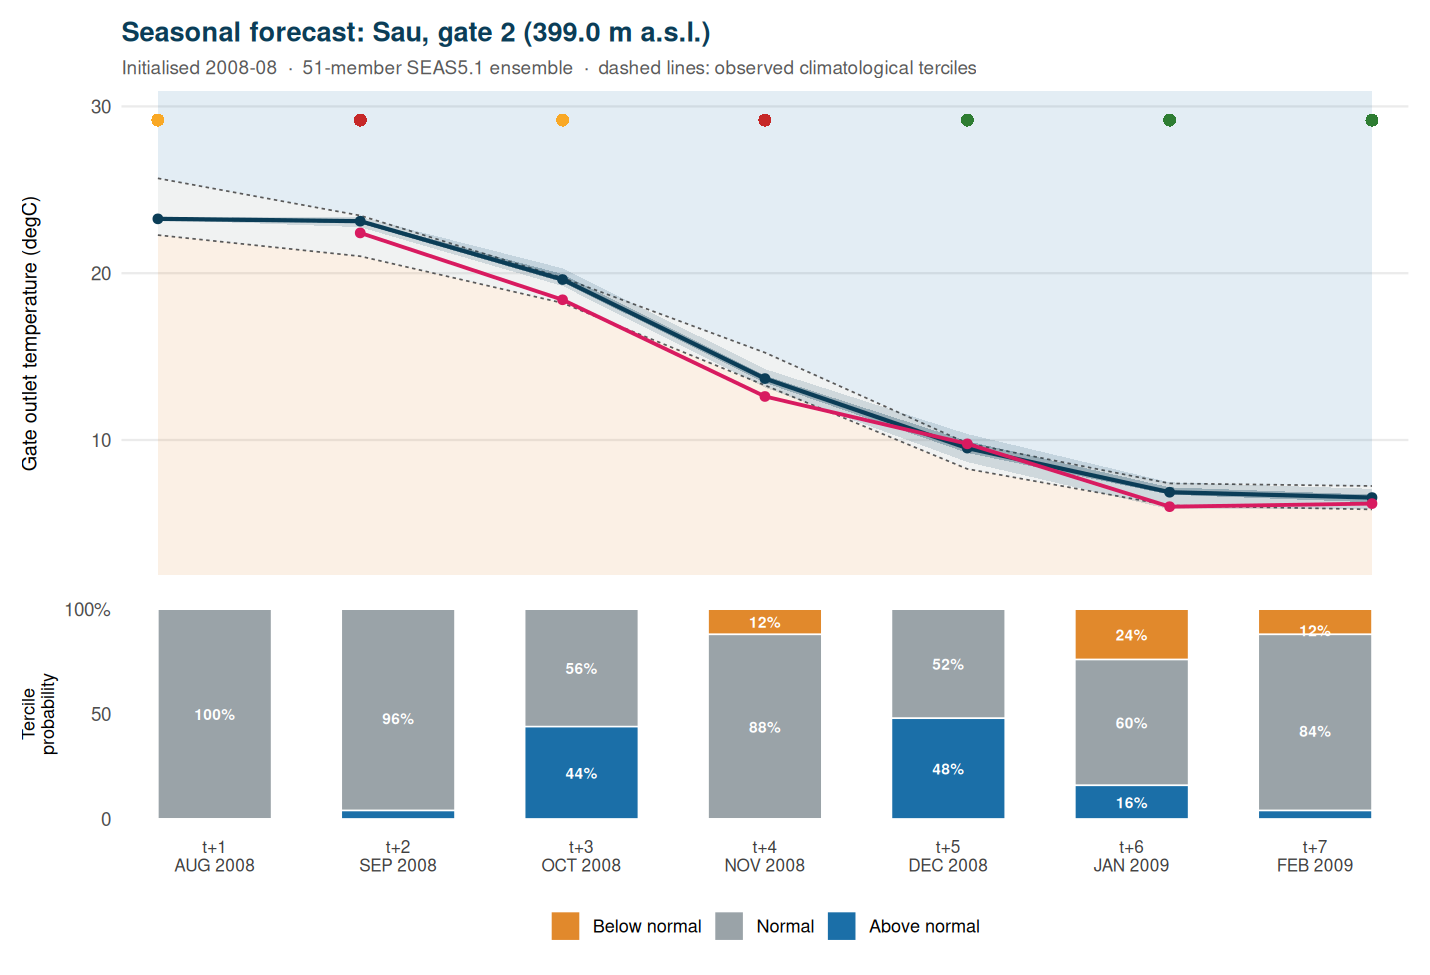 Seasonal forecast: Sau, gate 2 (399.0 m a.s.l.)
Initialised 2008-08 · 51-member SEAS5.1 ensemble · dashed lines: observed climatological terciles
Gate outlet temperature (degC)
30
20
10
Tercile
probability
100%
50
0
100%
96%
56%
44%
12%
88%
52%
48%
24%
60%
16%
12%
84%
t+1
AUG 2008
t+2
SEP 2008
t+3
OCT 2008
t+4
NOV 2008
t+5
DEC 2008
t+6
JAN 2009
t+7
FEB 2009
Below normal
Normal
Above normal